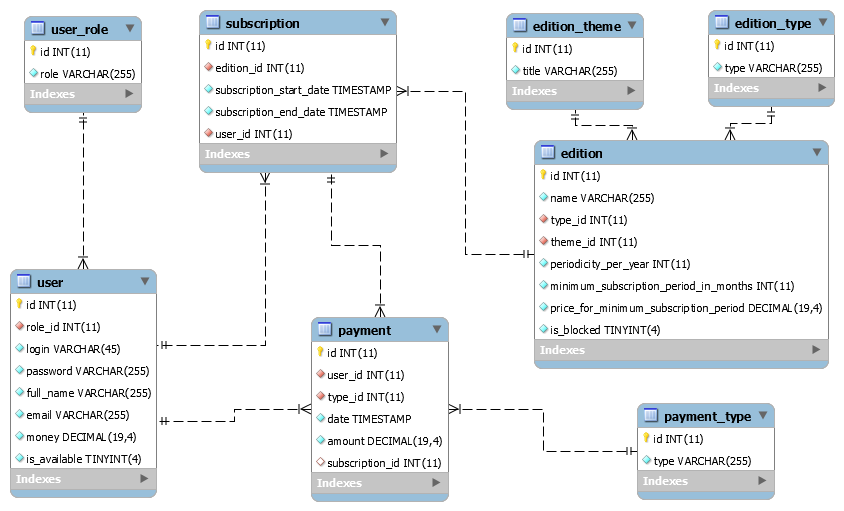 user_role
id INT(11)
role VARCHAR(255)
Indexes
subscription
id INT(11)
edition_id INT(11)
subscription_start_date TIMESTAMP
subscription_end_date TIMESTAMP
user_id INT(11)
Indexes
edition_theme
id INT(11)
title VARCHAR(255)
Indexes
edition_type
id INT(11)
type VARCHAR(255)
Indexes
edition
id INT(11)
name VARCHAR(255)
type_id INT(11)
theme_id INT(11)
periodicity_per_year INT(11)
minimum_subscription_period_in_months INT(11)
price_for_minimum_subscription_period DECIMAL(19,4)
is_blocked TINYINT(4)
Indexes
user
id INT(11)
role_id INT(11)
login VARCHAR(45)
password VARCHAR(255)
full_name VARCHAR(255)
email VARCHAR(255)
money DECIMAL(19,4)
is_available TINYINT(4)
Indexes
payment
id INT(11)
user_id INT(11)
type_id INT(11)
date TIMESTAMP
amount DECIMAL(19,4)
subscription_id INT(11)
Indexes
payment_type
id INT(11)
type VARCHAR(255)
Indexes